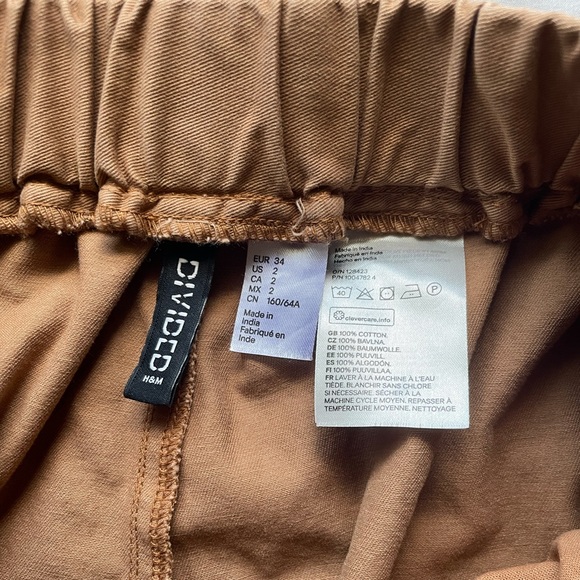 DIVIDED
H&M
EUR 34
US 2
CA 2
MX 2
CN 160/64A
Made in
India
Fabriqué en
Inde
Made in India
Fabriqué en Inde
Hecho en India
O/N 128423
P/N 1004782 4
40
P
clevercare.info
GB 100% COTTON.
CZ 100% BAVLNA.
DE 100% BAUMWOLLE.
EE 100% PUUVILL.
ES 100% ALGODÓN.
FI 100% PUUVILLAA.
FR LAVER À LA MACHINE À L'EAU
TIÈDE. BLANCHIR SANS CHLORE
SI NÉCESSAIRE. SÉCHER À LA
MACHINE CYCLE MOYEN. REPASSER À
TEMPÉRATURE MOYENNE. NETTOYAGE